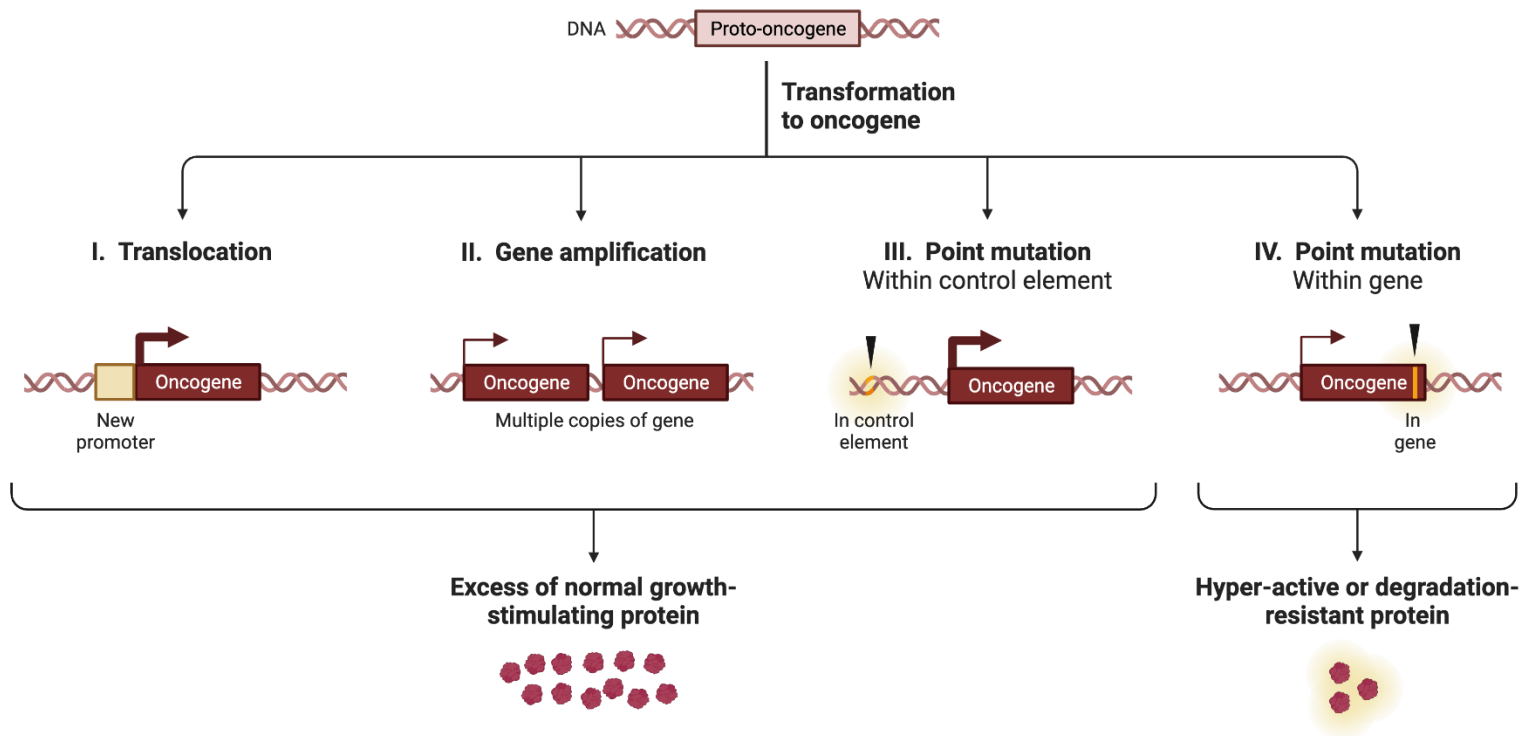 DNA
Proto-oncogene
Transformation
to oncogene
I. Translocation
Oncogene
New
promoter
II. Gene amplification
Oncogene
Oncogene
Multiple copies of gene
III. Point mutation
Within control element
Oncogene
In control
element
IV. Point mutation
Within gene
Oncogene
In
gene
Excess of normal growth-
stimulating protein
Hyper-active or degradation-
resistant protein